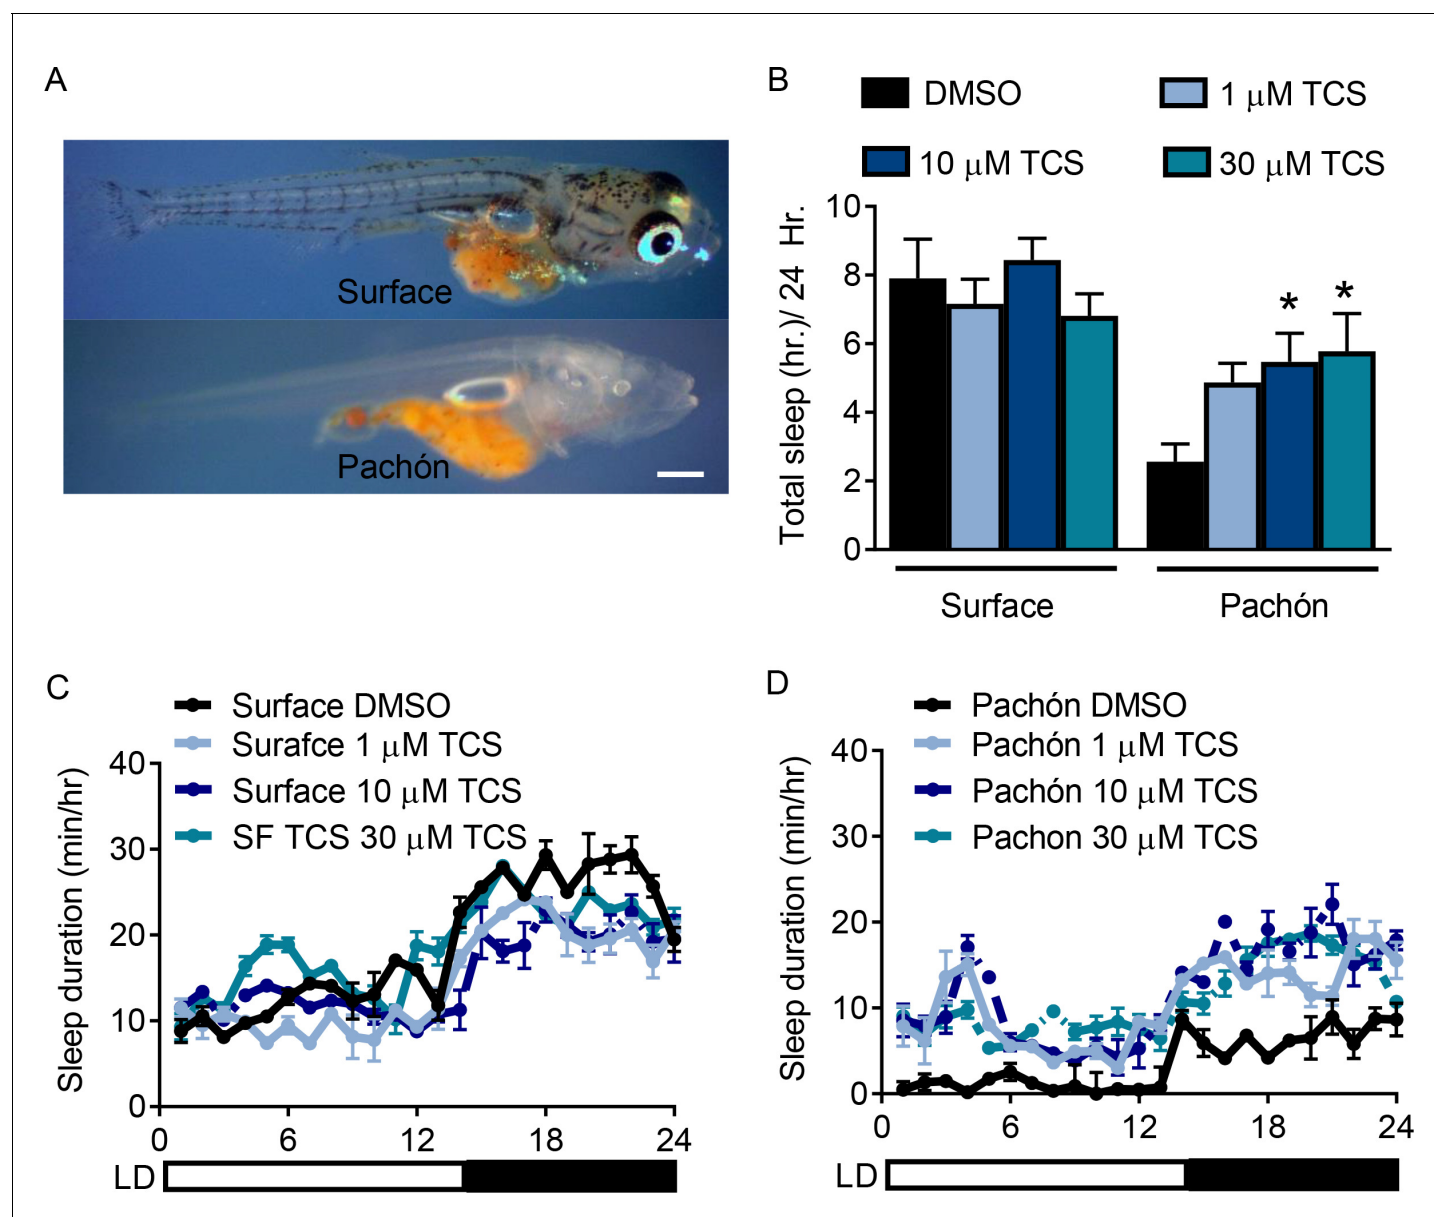 A
Surface
Pachón
B
DMSO
1 μM TCS
10 μM TCS
30 μM TCS
Total sleep (hr.)/ 24 Hr.
10
8
6
4
2
0
* *
Surface
Pachón
C
Surface DMSO
Surafce 1 μM TCS
Surface 10 μM TCS
SF TCS 30 μM TCS
Sleep duration (min/hr)
40
30
20
10
0
0 6 12 18 24
LD
D
Pachón DMSO
Pachón 1 μM TCS
Pachón 10 μM TCS
Pachon 30 μM TCS
Sleep duration (min/hr)
40
30
20
10
0
0 6 12 18 24
LD